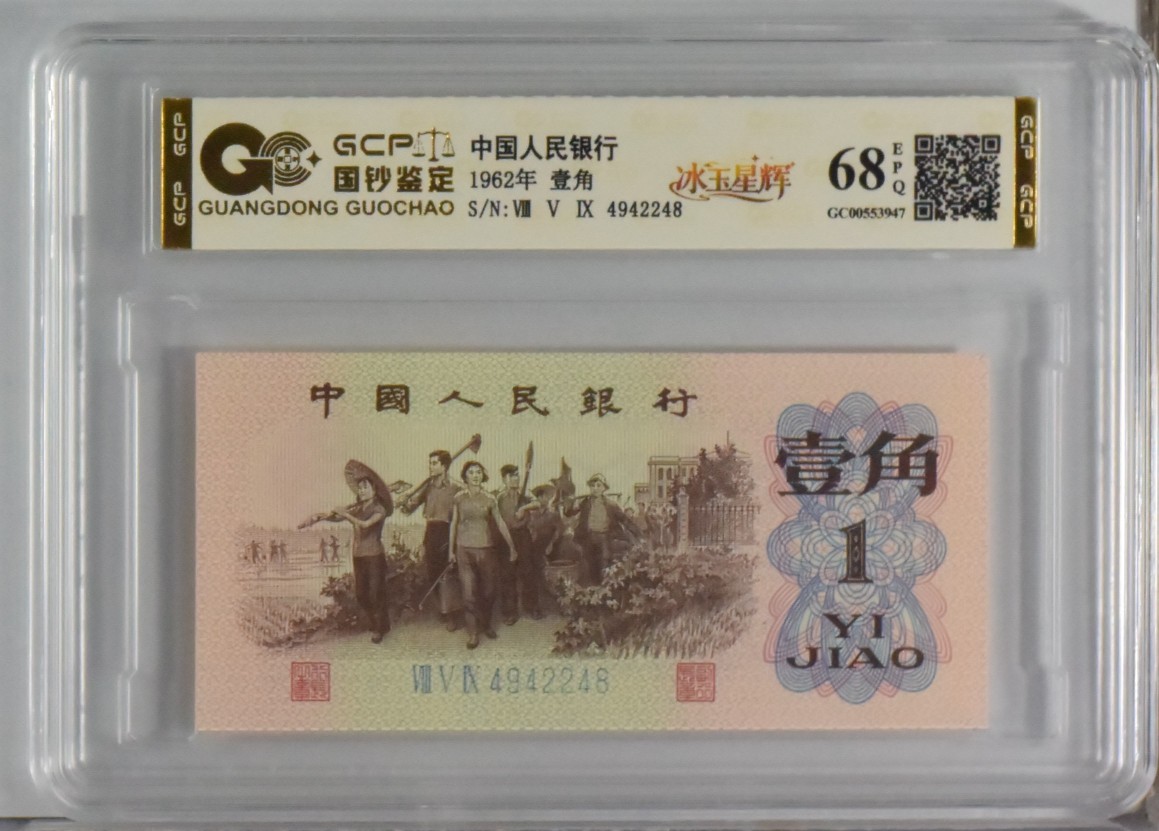 GCP
GCP
GCP
国钞鉴定
GUANGDONG GUOCHAO
中国人民银行
1962年 壹角
S/N:Ⅷ Ⅴ Ⅸ 4942248
冰玉星辉
68
EPQ
GC00553947
GCP
GCP
中國人民銀行
壹角
1
YI
JIAO
Ⅷ Ⅴ Ⅸ 4942248